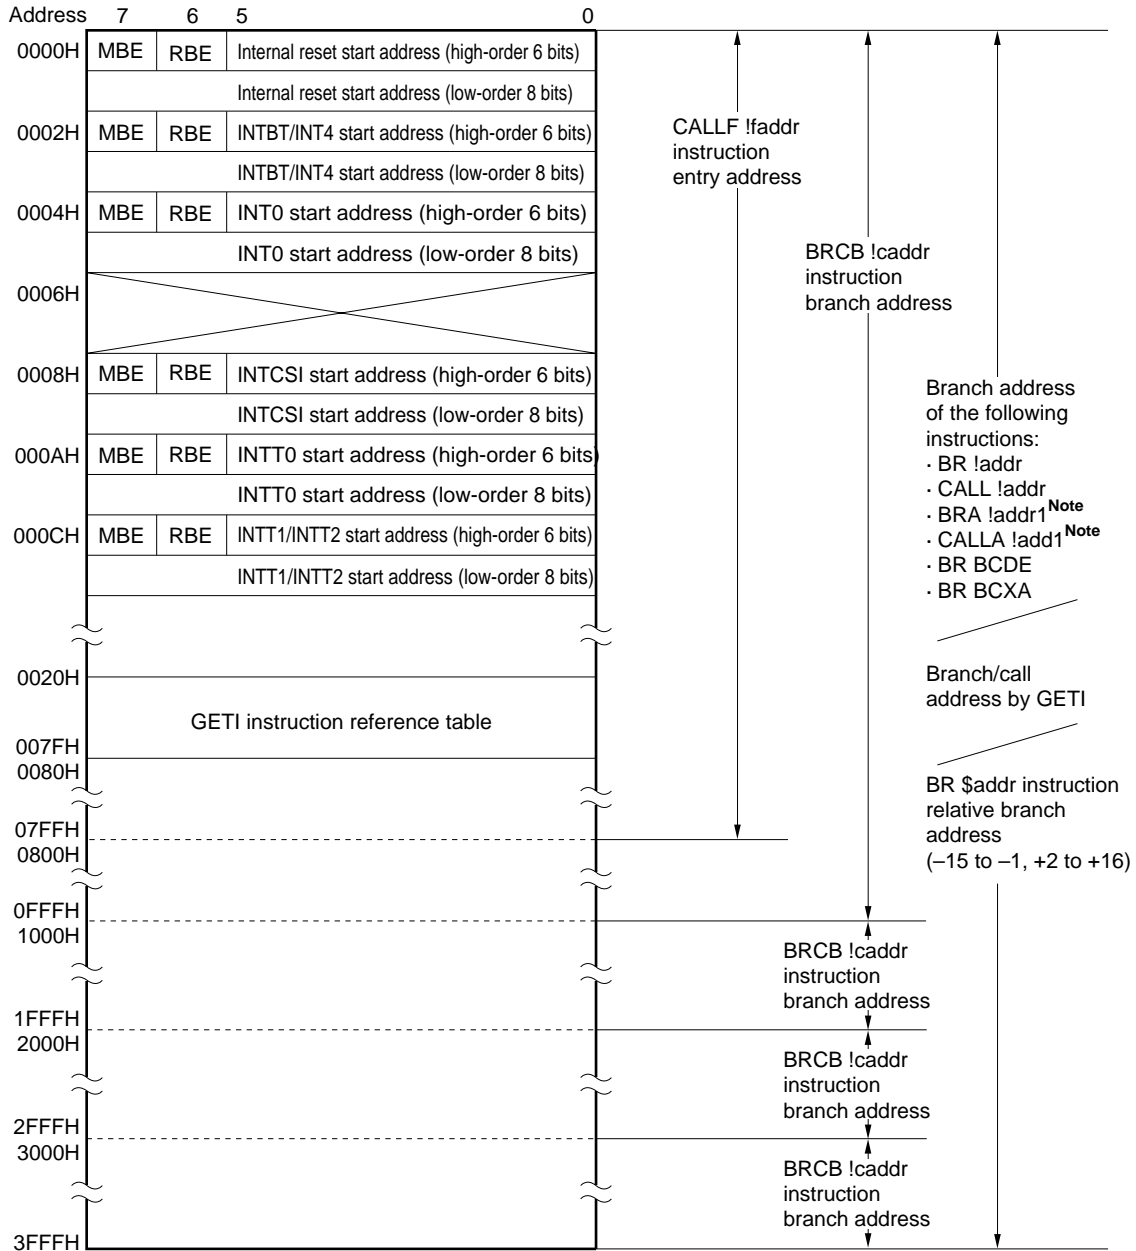 Address 7 6 5 0
0000H MBE RBE Internal reset start address (high-order 6 bits)
Internal reset start address (low-order 8 bits)
0002H MBE RBE INTBT/INT4 start address (high-order 6 bits)
INTBT/INT4 start address (low-order 8 bits)
0004H MBE RBE INT0 start address (high-order 6 bits)
INT0 start address (low-order 8 bits)
0006H
0008H MBE RBE INTCSI start address (high-order 6 bits)
INTCSI start address (low-order 8 bits)
000AH MBE RBE INTT0 start address (high-order 6 bits)
INTT0 start address (low-order 8 bits)
000CH MBE RBE INTT1/INTT2 start address (high-order 6 bits)
INTT1/INTT2 start address (low-order 8 bits)
0020H
GETI instruction reference table
007FH
0080H
07FFH
0800H
0FFFH
1000H
1FFFH
2000H
2FFFH
3000H
3FFFH
CALLF !faddr
instruction
entry address
BRCB !caddr
instruction
branch address
BRCB !caddr
instruction
branch address
BRCB !caddr
instruction
branch address
BRCB !caddr
instruction
branch address
Branch address
of the following
instructions:
· BR !addr
· CALL !addr
· BRA !addr1Note
· CALLA !add1Note
· BR BCDE
· BR BCXA
Branch/call
address by GETI
BR $addr instruction
relative branch
address
(–15 to –1, +2 to +16)